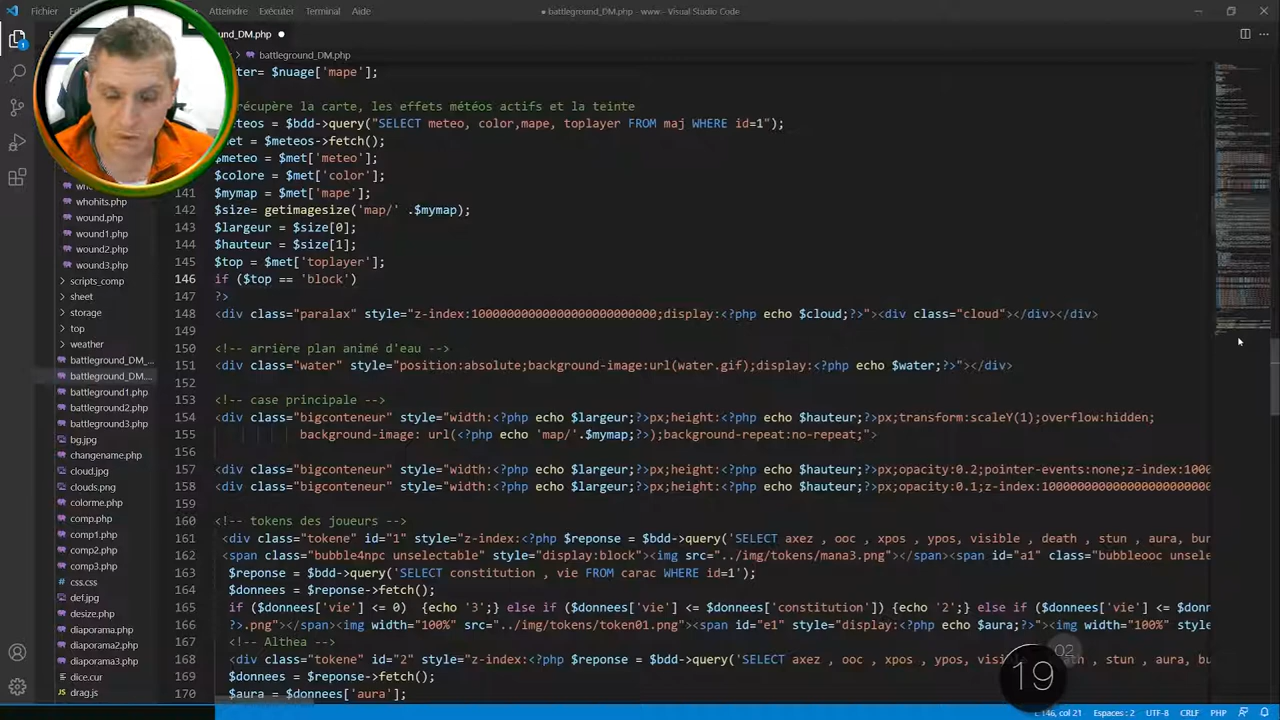 Fichier
Atteindre Exécuter Terminal Aide
● battleground_DM.php - www - Visual Studio Code
und_DM.php ●
battleground_DM.php
ter= $nuage['mape'];
récupère la carte, les effets météos actifs et la teinte
meteos = $bdd->query("SELECT meteo, color,mape, toplayer FROM maj WHERE id=1");
met = $meteos->fetch();
$meteo = $met['meteo'];
$colore = $met['color'];
141 $mymap = $met['mape'];
142 $size= getimagesize('map/' .$mymap);
143 $largeur = $size[0];
144 $hauteur = $size[1];
145 $top = $met['toplayer'];
146 if ($top == 'block')
147 ?>
148 <div class="paralax" style="z-index:10000000000000000000000000;display:<?php echo $cloud;?>"><div class="cloud"></div></div>
149
150 <!-- arrière plan animé d'eau -->
151 <div class="water" style="position:absolute;background-image:url(water.gif);display:<?php echo $water;?>"></div>
152
153 <!-- case principale -->
154 <div class="bigconteneur" style="width:<?php echo $largeur;?>px;height:<?php echo $hauteur;?>px;transform:scaleY(1);overflow:hidden;
155 background-image: url(<?php echo 'map/'.$mymap;?>);background-repeat:no-repeat;">
156
157 <div class="bigconteneur" style="width:<?php echo $largeur;?>px;height:<?php echo $hauteur;?>px;opacity:0.2;pointer-events:none;z-index:1000
158 <div class="bigconteneur" style="width:<?php echo $largeur;?>px;height:<?php echo $hauteur;?>px;opacity:0.1;z-index:1000000000000000000000
159
160 <!-- tokens des joueurs -->
161 <div class="tokene" id="1" style="z-index:<?php $reponse = $bdd->query('SELECT axez , ooc , xpos , ypos, visible , death , stun , aura, bur
162 <span class="bubble4npc unselectable" style="display:block"><img src="../img/tokens/mana3.png"></span><span id="a1" class="bubbleooc unsele
163 $reponse = $bdd->query('SELECT constitution , vie FROM carac WHERE id=1');
164 $données = $reponse->fetch();
165 if ($donnees['vie'] <= 0) {echo '3';} else if ($donnees['vie'] <= $donnees['constitution']) {echo '2';} else if ($donnees['vie'] <= $donn
166 ?>.png"></span><img width="100%" src="../img/tokens/token01.png"><span id="e1" style="display:<?php echo $aura;?>"><img width="100%" style
167 <!-- Althea -->
168 <div class="tokene" id="2" style="z-index:<?php $reponse = $bdd->query('SELECT axez , ooc , xpos , ypos, visi th , stun , aura, bu
169 $donnees = $reponse->fetch();
170 $aura = $donnees['aura'];
whohits.php
wound.php
wound1.php
wound2.php
wound3.php
scripts_comp
sheet
storage
top
weather
battleground_DM_...
battleground_DM....
battleground1.php
battleground2.php
battleground3.php
bg.jpg
changename.php
cloud.jpg
clouds.png
colorme.php
comp.php
comp1.php
comp2.php
comp3.php
css.css
def.jpg
desize.php
diaporama.php
diaporama2.php
diaporama3.php
dice.cur
drag.js
02
19
L 146, col 21 Espaces : 2 UTF-8 CRLF PHP